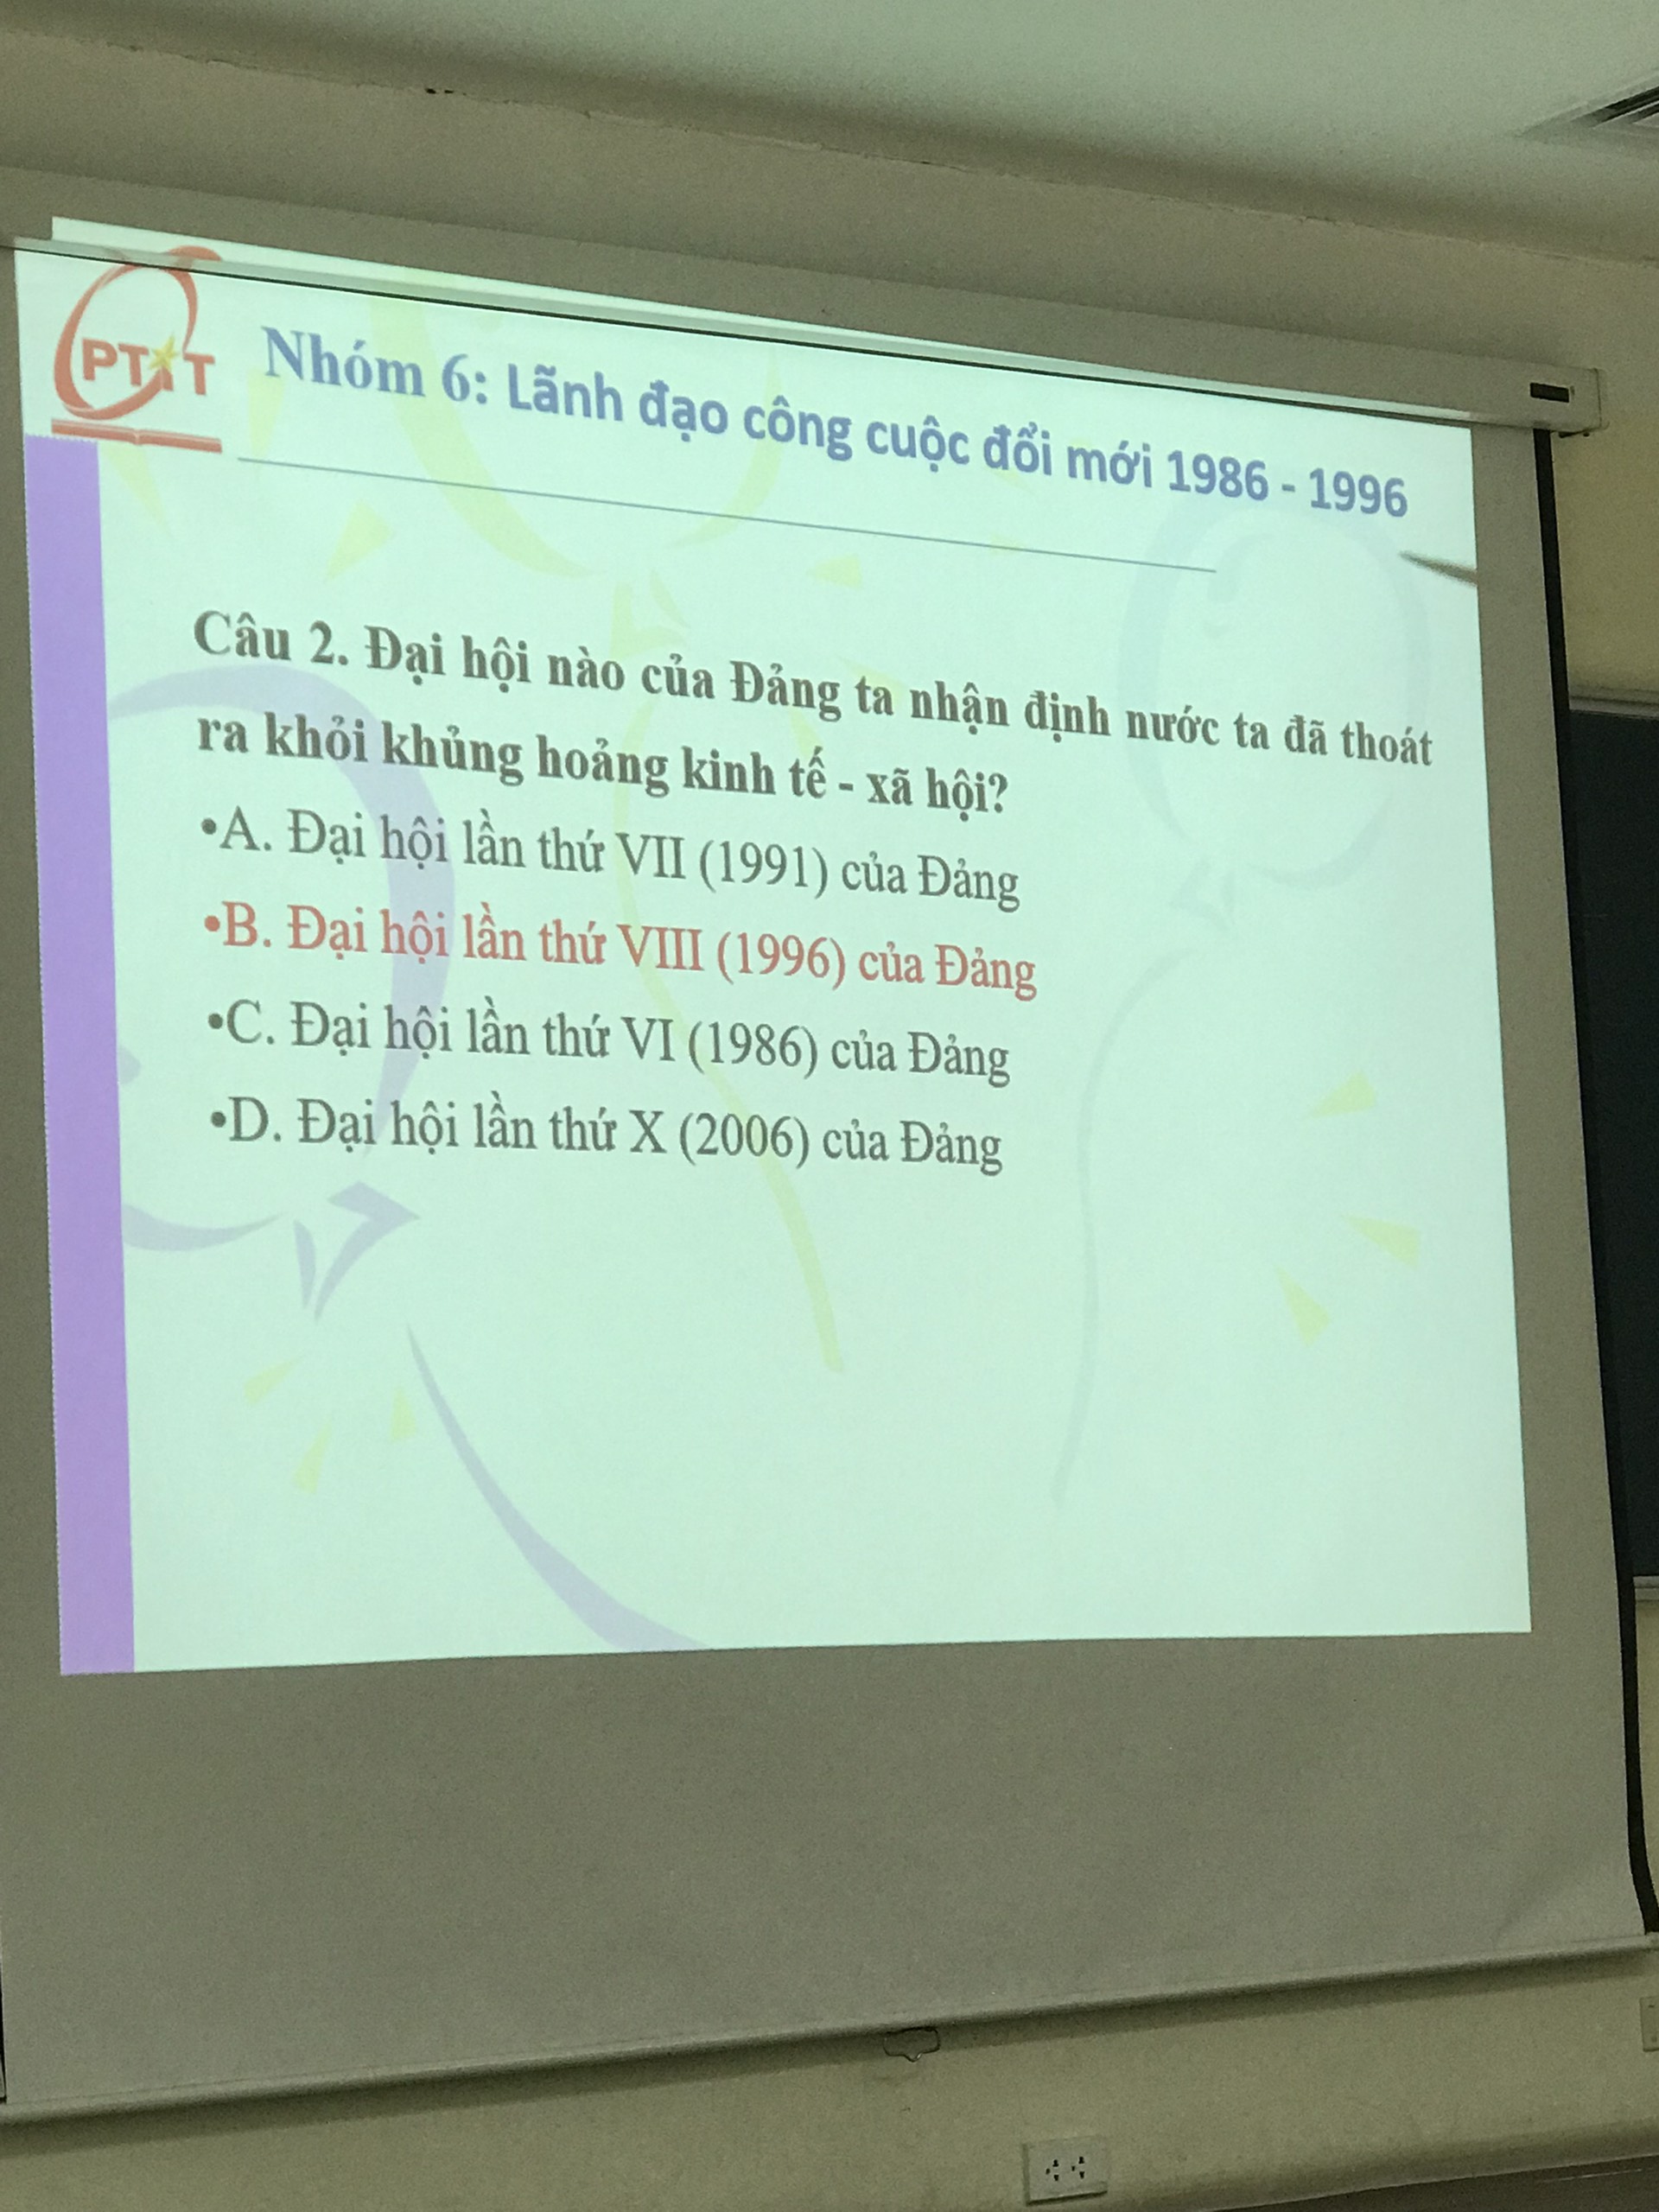 PTIT
Nhóm 6: Lãnh đạo công cuộc đổi mới 1986 - 1996
Câu 2. Đại hội nào của Đảng ta nhận định nước ta đã thoát
ra khỏi khủng hoảng kinh tế - xã hội?
•A. Đại hội lần thứ VII (1991) của Đảng
•B. Đại hội lần thứ VIII (1996) của Đảng
•C. Đại hội lần thứ VI (1986) của Đảng
•D. Đại hội lần thứ X (2006) của Đảng